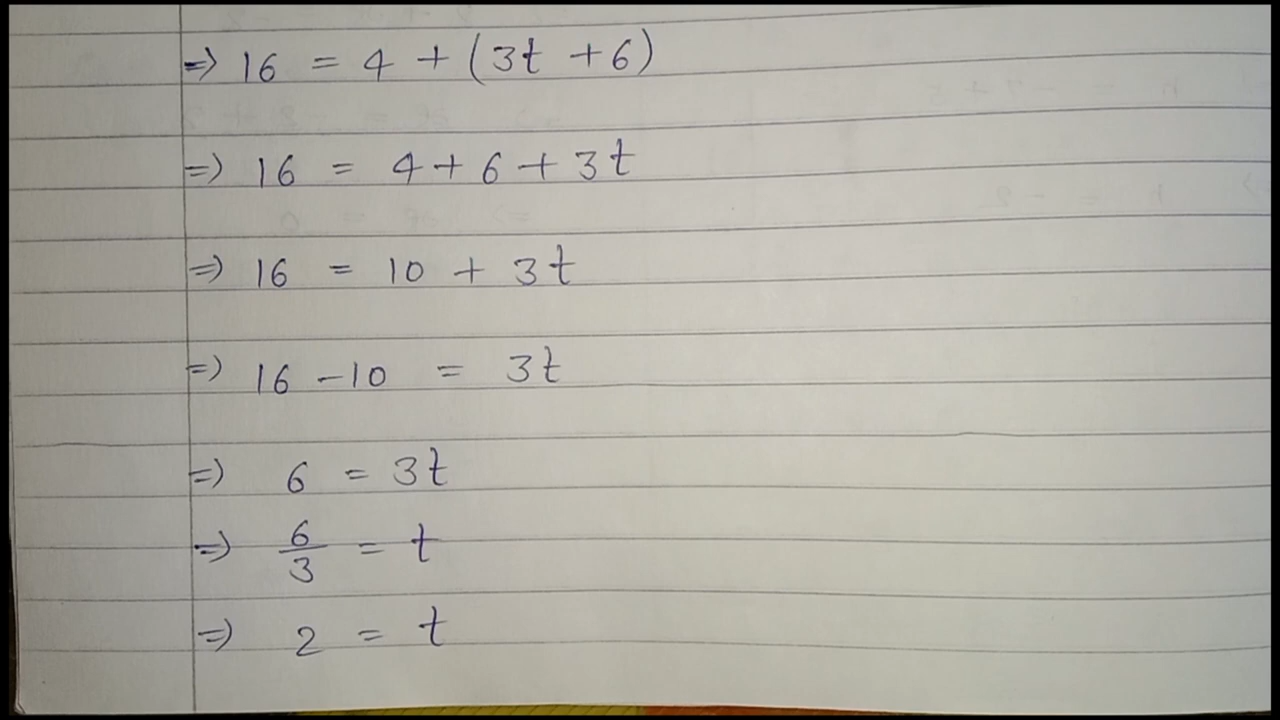 ⇒ 16 = 4 + (3t + 6)
⇒ 16 = 4 + 6 + 3t
⇒ 16 = 10 + 3t
⇒ 16 - 10 = 3t
⇒ 6 = 3t
⇒ 6/3 = t
⇒ 2 = t